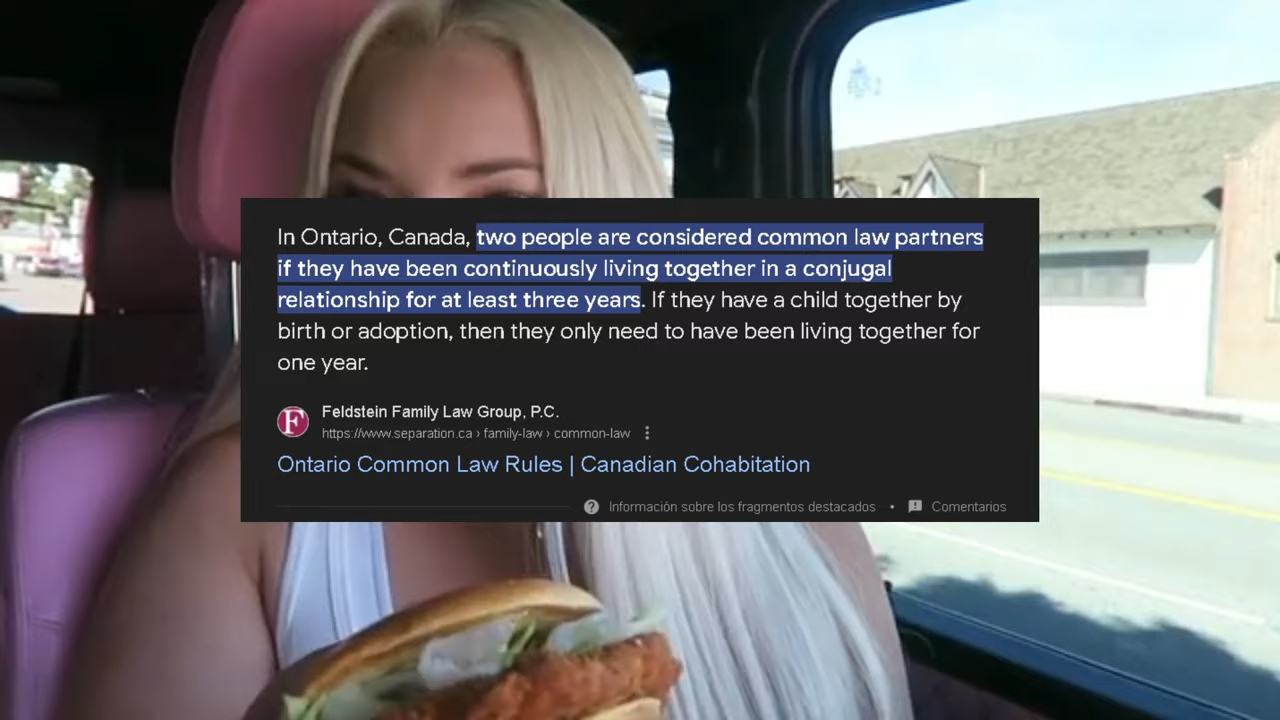 In Ontario, Canada, two people are considered common law partners
if they have been continuously living together in a conjugal
relationship for at least three years. If they have a child together by
birth or adoption, then they only need to have been living together for
one year.
F
Feldstein Family Law Group, P.C.
https://www.separation.ca › family-law › common-law
Ontario Common Law Rules | Canadian Cohabitation
Información sobre los fragmentos destacados • Comentarios